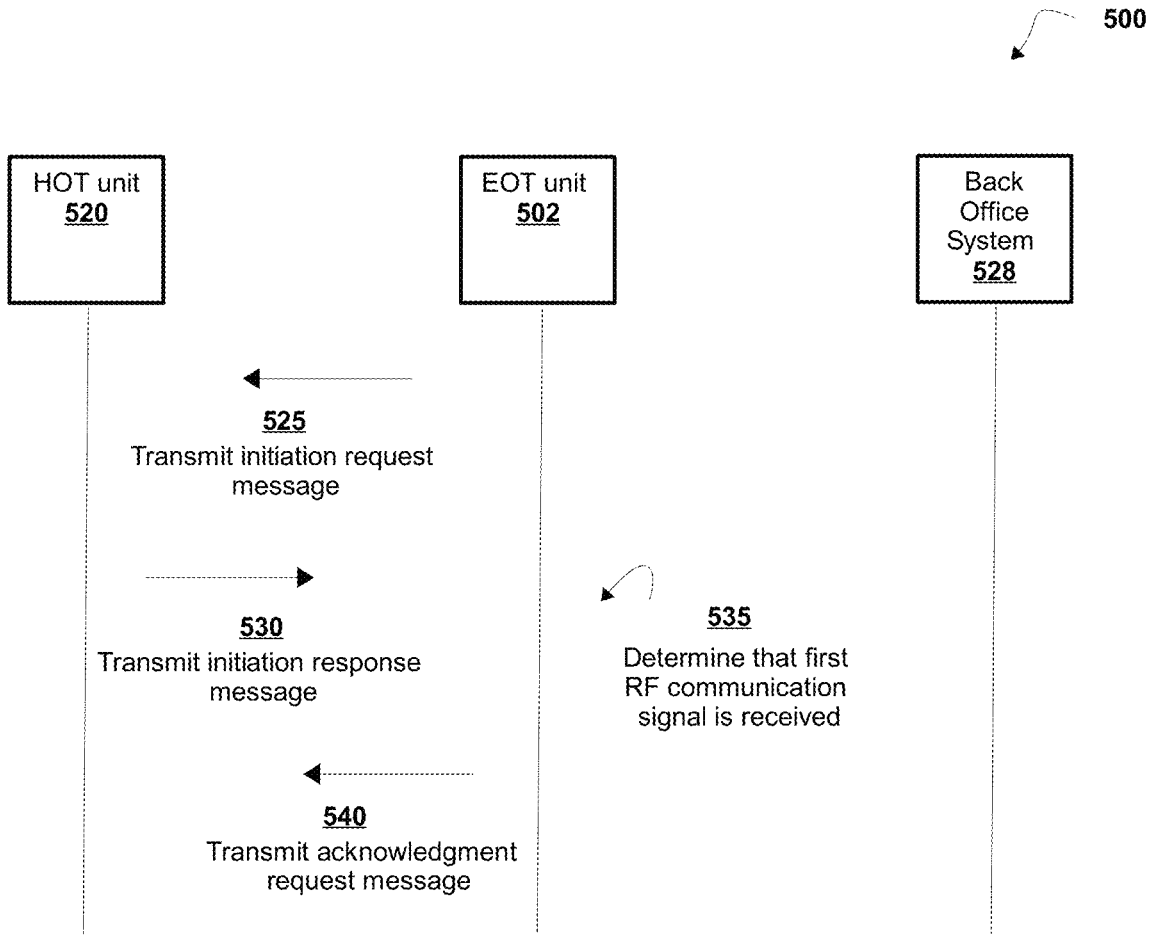 500
HOT unit
520
EOT unit
502
Back
Office
System
528
525
Transmit initiation request
message
530
Transmit initiation response
message
535
Determine that first
RF communication
signal is received
540
Transmit acknowledgment
request message